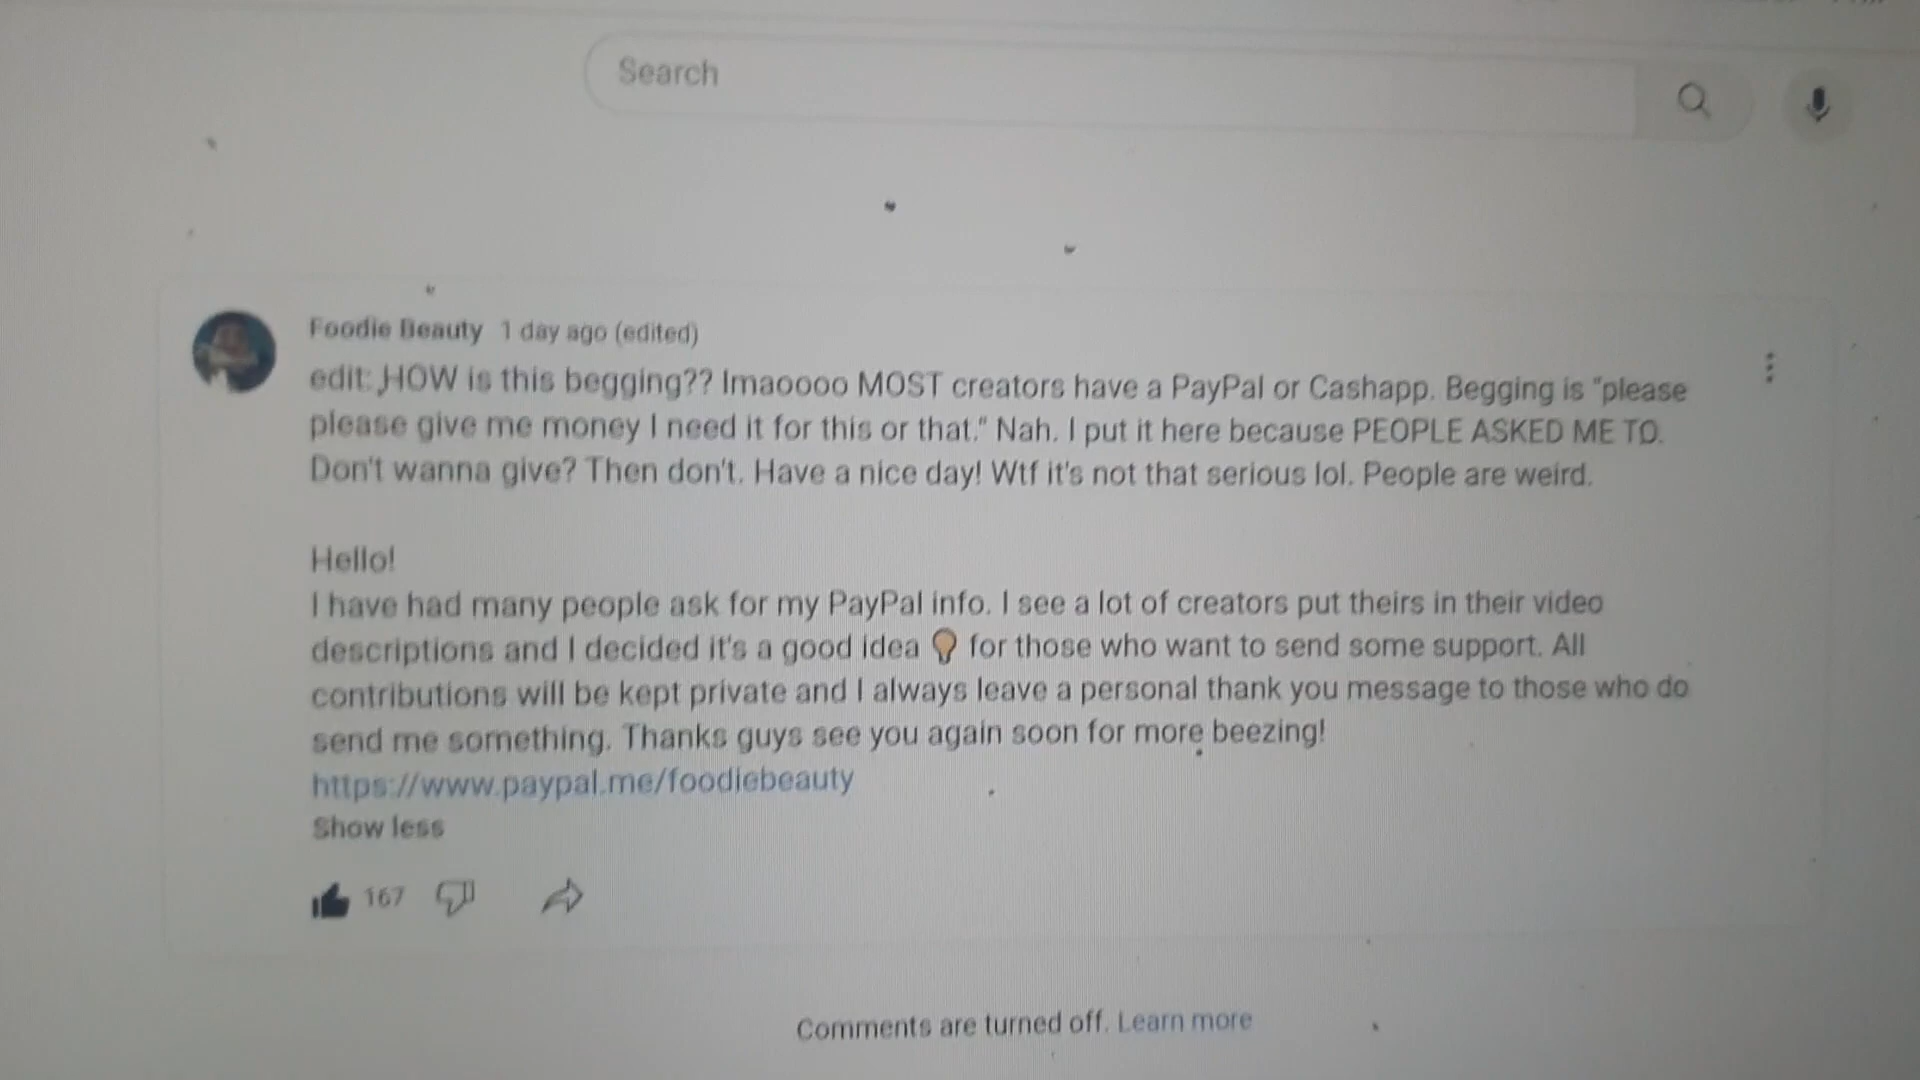 Search
Foodie Beauty 1 day ago (edited)
edit: HOW is this begging?? lmaoooo MOST creators have a PayPal or Cashapp. Begging is "please
please give me money I need it for this or that." Nah. I put it here because PEOPLE ASKED ME TO.
Don't wanna give? Then don't. Have a nice day! Wtf it's not that serious lol. People are weird.
Hello!
I have had many people ask for my PayPal info. I see a lot of creators put theirs in their video
descriptions and I decided it's a good idea 💡 for those who want to send some support. All
contributions will be kept private and I always leave a personal thank you message to those who do
send me something. Thanks guys see you again soon for more beezing!
https://www.paypal.me/foodiebeauty
Show less
167
Comments are turned off. Learn more